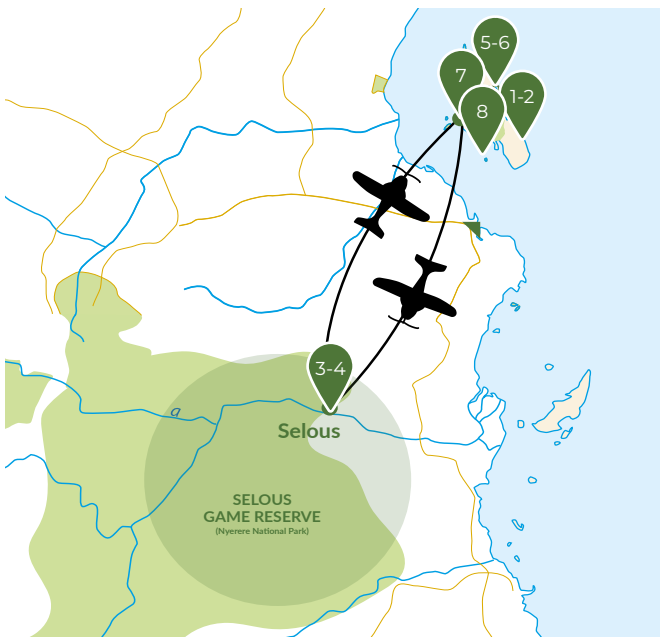 5-6
7
1-2
8
3-4
a
Selous
SELOUS
GAME RESERVE
(Nyerere National Park)